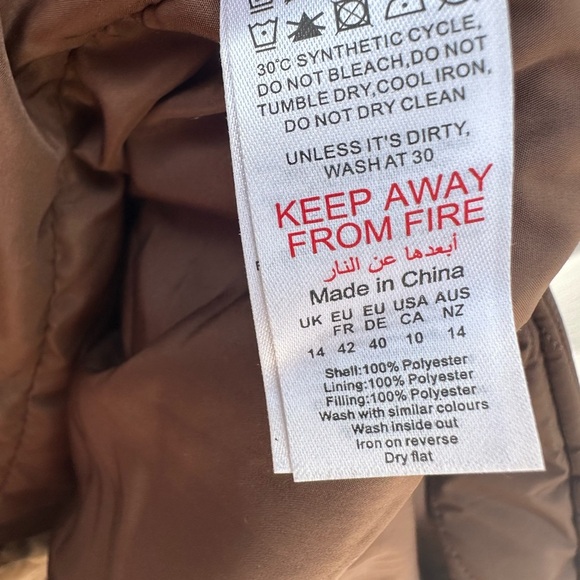 30°C SYNTHETIC CYCLE,
DO NOT BLEACH,DO NOT
TUMBLE DRY,COOL IRON,
DO NOT DRY CLEAN
UNLESS IT'S DIRTY,
WASH AT 30
KEEP AWAY
FROM FIRE
أبعدها عن النار
Made in China
UK EU FR EU DE USA CA AUS NZ
14 42 40 10 14
Shell:100% Polyester
Lining:100% Polyester
Filling:100% Polyester
Wash with similar colours
Wash inside out
Iron on reverse
Dry flat